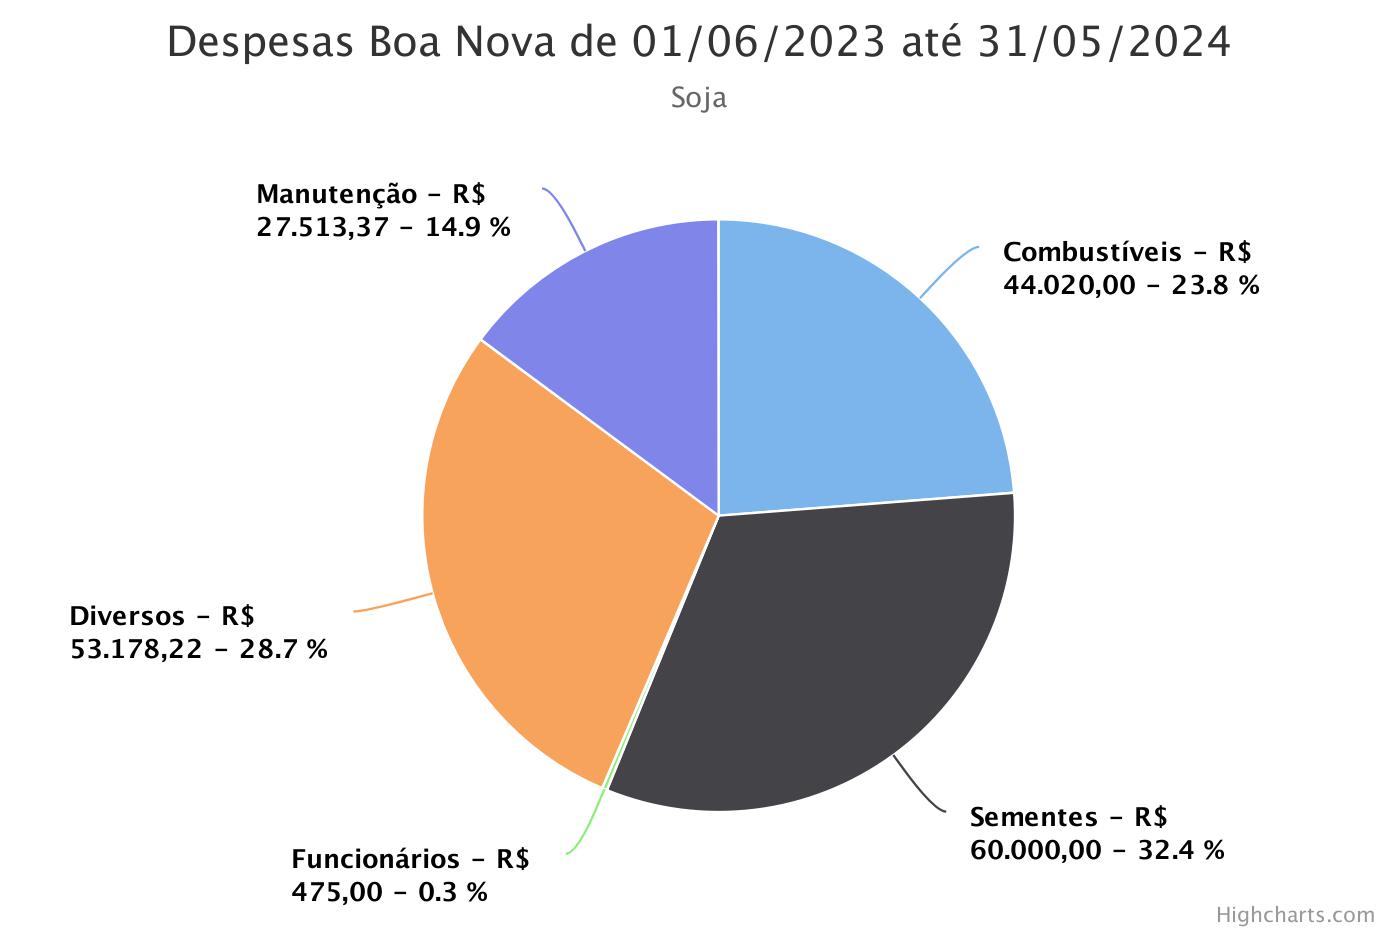 Despesas Boa Nova de 01/06/2023 até 31/05/2024
Soja
Manutenção – R$
27.513,37 – 14.9 %
Combustíveis – R$
44.020,00 – 23.8 %
Diversos – R$
53.178,22 – 28.7 %
Sementes – R$
60.000,00 – 32.4 %
Funcionários – R$
475,00 – 0.3 %
Highcharts.com